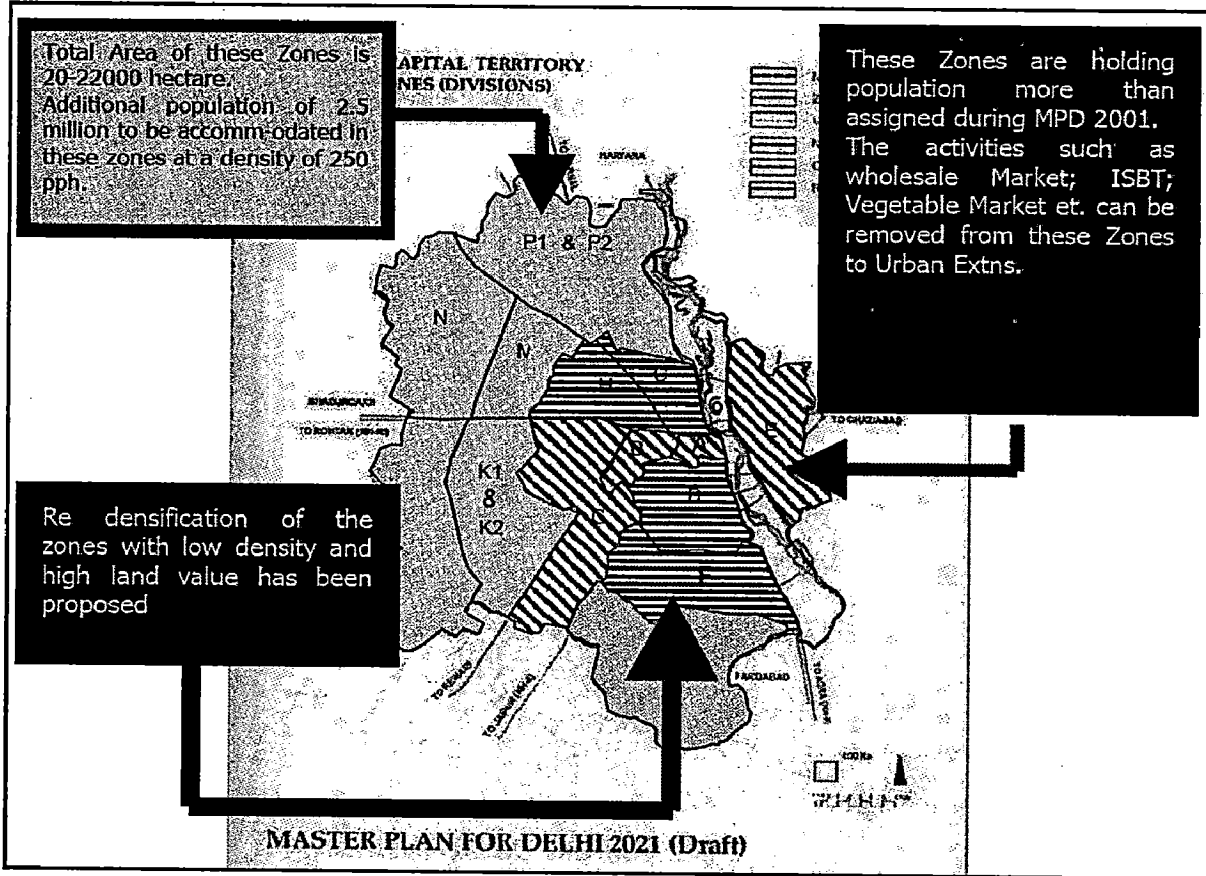 Total Area of these Zones is
20-22000 hectare.
Additional population of 2.5
million to be accomm-odated in
these zones at a density of 250
pph.
APITAL TERRITORY
NES (DIVISIONS)
These Zones are holding
population more than
assigned during MPD 2001.
The activities such as
wholesale Market; ISBT;
Vegetable Market et. can be
removed from these Zones
to Urban Extns.
HARYANA
P1 & P2
N
M
H
C
O
E
TO GHAZIABAD
TO ROHTAK
B
A
D
K1
&
K2
G
F
Re densification of the
zones with low density and
high land value has been
proposed
FARIDABAD
MASTER PLAN FOR DELHI 2021 (Draft)